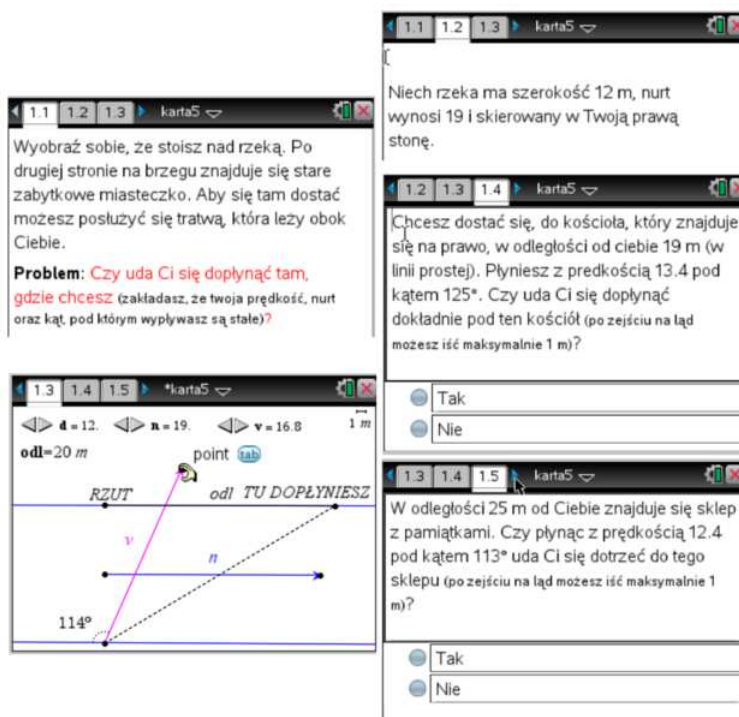 1.1 1.2 1.3 karta5
Wyobraź sobie, że stoisz nad rzeką. Po
drugiej stronie na brzegu znajduje się stare
zabytkowe miasteczko. Aby się tam dostać
możesz posłużyć się tratwą, która leży obok
Ciebie.
Problem: Czy uda Ci się dopłynąć tam,
gdzie chcesz (zakładasz, że twoja prędkość, nurt
oraz kąt, pod którym wypływasz są stałe)?
1.1 1.2 1.3 karta5
Niech rzeka ma szerokość 12 m, nurt
wynosi 19 i skierowany w Twoją prawą
stonę.
1.3 1.4 1.5 *karta5
d = 12. n = 19. v = 16.8 1 m
odl=20 m
point tab
RZUT odl TU DOPŁYNIESZ
v
n
114°
1.2 1.3 1.4 karta5
Chcesz dostać się, do kościoła, który znajduje
się na prawo, w odległości od ciebie 19 m (w
linii prostej). Płyniesz z predkością 13.4 pod
kątem 125°. Czy uda Ci się dopłynąć
dokładnie pod ten kościół (po zejściu na ląd
możesz iść maksymalnie 1 m)?
Tak
Nie
1.3 1.4 1.5 karta5
W odległości 25 m od Ciebie znajduje się sklep
z pamiątkami. Czy płynąc z prędkością 12.4
pod kątem 113° uda Ci się dotrzeć do tego
sklepu (po zejściu na ląd możesz iść maksymalnie 1
m)?
Tak
Nie